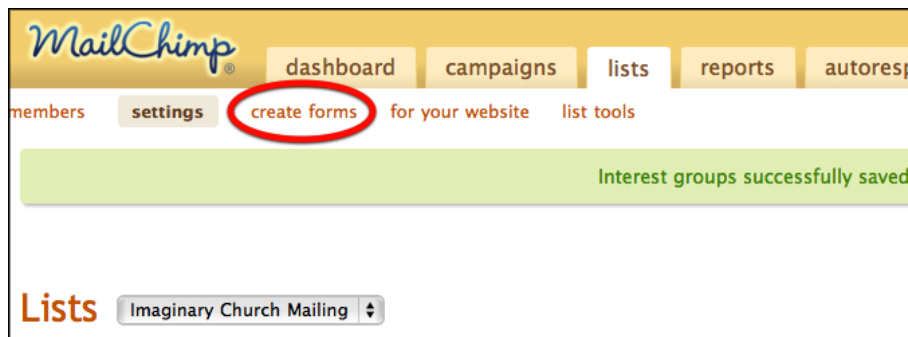 MailChimp®
dashboard campaigns lists reports autoresp
members settings create forms for your website list tools
Interest groups successfully saved
Lists Imaginary Church Mailing